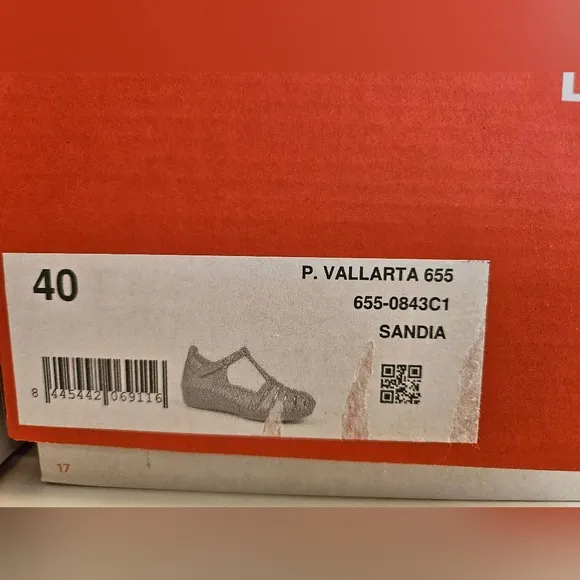 40
P. VALLARTA 655
655-0843C1
SANDIA
8 445442 069116
17